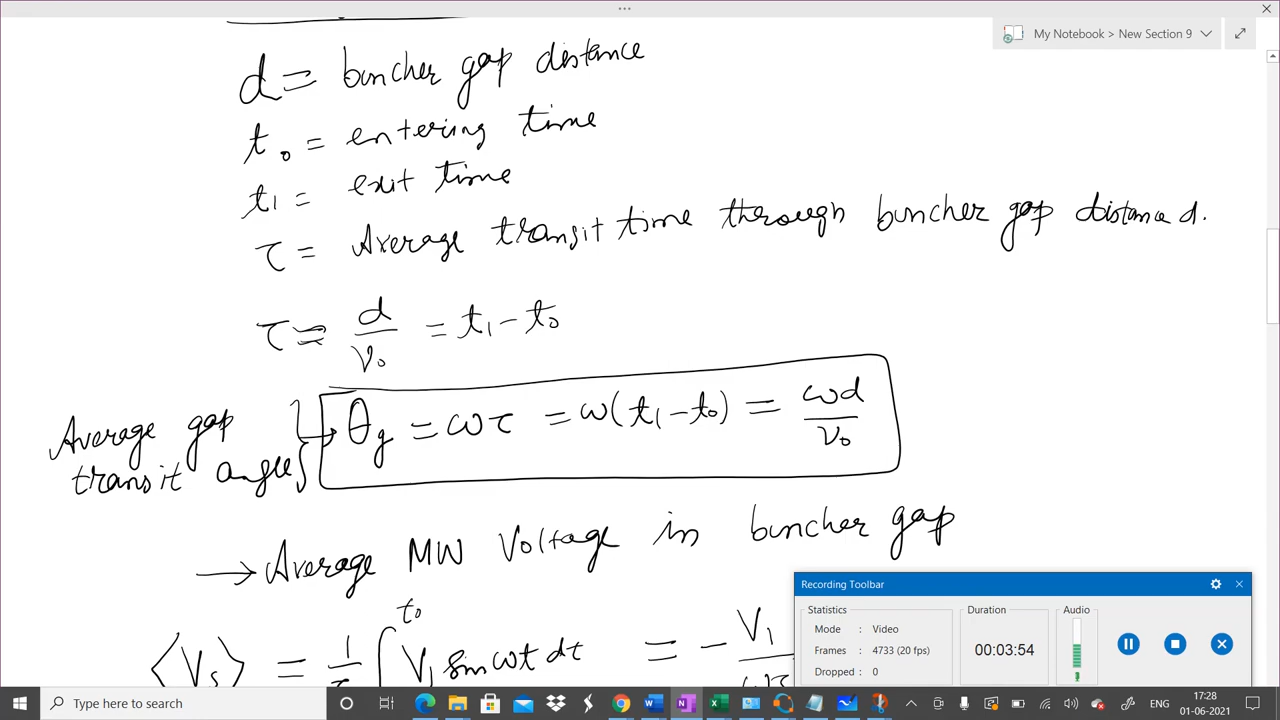 My Notebook > New Section 9
d = buncher gap distance
t₀ = entering time
t₁ = exit time
τ = Average transit time through buncher gap distance d.
τ = d/v₀ = t₁ - t₀
Average gap transit angle } → θg = ωτ = ω(t₁ - t₀) = ωd/v₀
→ Average MW Voltage in buncher gap
⟨Vs⟩ = 1/τ ∫ t₀ V₁ sin ωt dt = - V₁/ωτ
Recording Toolbar
Statistics
Mode : Video
Frames : 4733 (20 fps)
Dropped : 0
Duration
00:03:54
Audio
Type here to search
ENG
17:28
01-06-2021